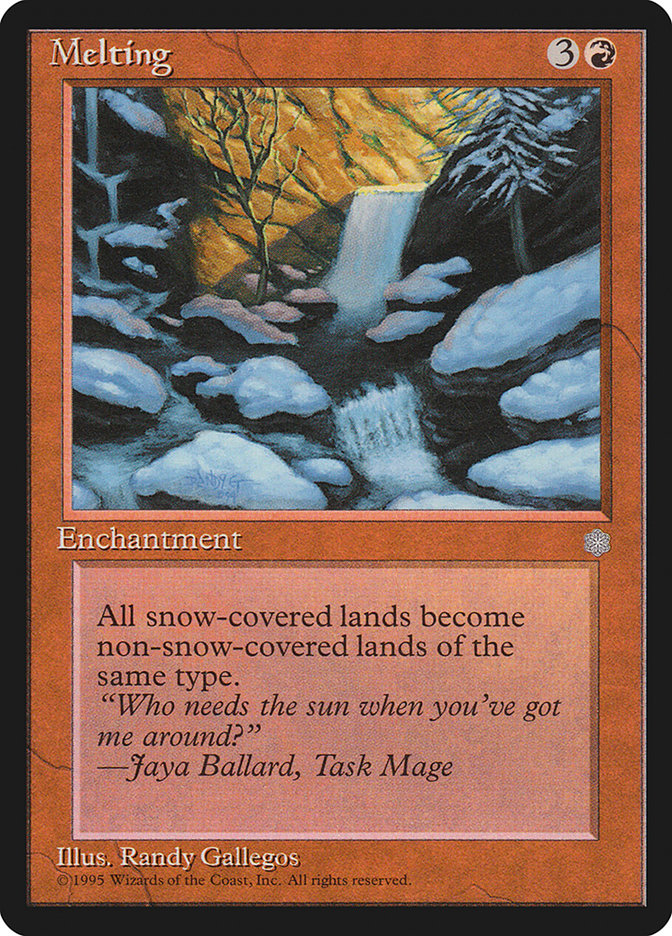 Melting
3
Enchantment
All snow-covered lands become
non-snow-covered lands of the
same type.
“Who needs the sun when you’ve got
me around?”
—Jaya Ballard, Task Mage
Illus. Randy Gallegos
©1995 Wizards of the Coast, Inc. All rights reserved.